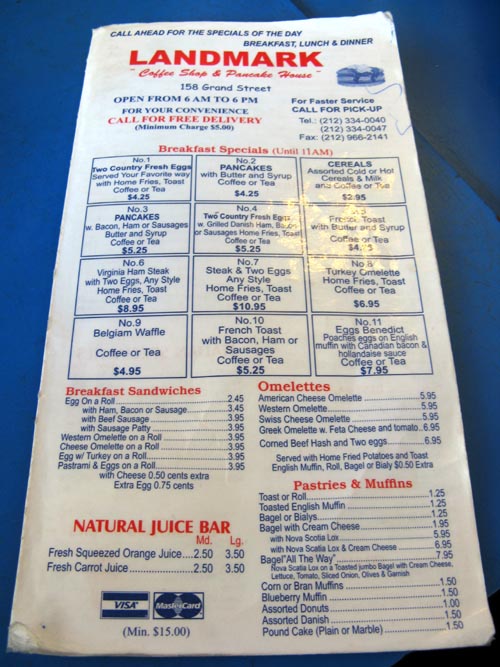 CALL AHEAD FOR THE SPECIALS OF THE DAY
BREAKFAST, LUNCH & DINNER
LANDMARK
"Coffee Shop & Pancake House"
158 Grand Street
OPEN FROM 6 AM TO 6 PM
FOR YOUR CONVENIENCE
CALL FOR FREE DELIVERY
(Minimum Charge $5.00)
For Faster Service
CALL FOR PICK-UP
Tel.: (212) 334-0040
(212) 334-0047
Fax: (212) 966-2141
Breakfast Specials (Until 11AM)
No.1
Two Country Fresh Eggs
Served Your Favorite way
with Home Fries, Toast
Coffee or Tea
$4.25
No.2
PANCAKES
with Butter and Syrup
Coffee or Tea
$4.25
CEREALS
Assorted Cold or Hot
Cereals & Milk
and Coffee or Tea
$2.95
No.3
PANCAKES
w. Bacon, Ham or Sausages
Butter and Syrup
Coffee or Tea
$5.25
No.4
Two Country Fresh Eggs
w. Grilled Danish Ham, Bacon
or Sausages Home Fries, Toast
Coffee or Tea
$5.25
French Toast
with Butter and Syrup
Coffee or Tea
No.6
Virginia Ham Steak
with Two Eggs, Any Style
Home Fries, Toast
Coffee or Tea
$8.95
No.7
Steak & Two Eggs
Any Style
Home Fries, Toast
Coffee or Tea
$10.95
No.8
Turkey Omelette
Home Fries, Toast
Coffee or Tea
$6.95
No.9
Belgium Waffle
Coffee or Tea
$4.95
No.10
French Toast
with Bacon, Ham or
Sausages
Coffee or Tea
$5.25
No.11
Eggs Benedict
Poaches eggs on English
muffin with Canadian bacon &
hollandaise sauce
Coffee or Tea
$7.95
Breakfast Sandwiches
Egg On a Roll 2.45
with Ham, Bacon or Sausage 3.45
with Beef Sausage 3.95
with Sausage Patty 3.95
Western Omelette on a Roll 3.95
Cheese Omelette on a Roll 3.95
Egg w/ Turkey on a Roll 3.95
Pastrami & Eggs on a Roll 3.95
with Cheese 0.50 cents extra
Extra Egg 0.75 cents
NATURAL JUICE BAR
Md. Lg.
Fresh Squeezed Orange Juice....2.50 3.50
Fresh Carrot Juice 2.50 3.50
VISA MasterCard
(Min. $15.00)
Omelettes
American Cheese Omelette 5.95
Western Omelette 5.95
Swiss Cheese Omelette 5.95
Greek Omelette w. Feta Cheese and tomato..6.95
Corned Beef Hash and Two eggs 6.95
Served with Home Fried Potatoes and Toast
English Muffin, Roll, Bagel or Bialy $0.50 Extra
Pastries & Muffins
Toast or Roll 1.25
Toasted English Muffin 1.25
Bagel or Bialys 1.25
Bagel with Cream Cheese 1.95
with Nova Scotia Lox 5.95
with Nova Scatia Lox & Cream Cheese 6.95
Bagel"All The Way" 7.95
Nova Scatia Lox on a Toasted jumbo Bagel with Cream Cheese,
Lettuce, Tomato, Sliced Onion, Olives & Garnish
Corn or Bran Muffins 1.50
Blueberry Muffin 1.50
Assorted Donuts 1.00
Assorted Danish 1.50
Pound Cake (Plain or Marble) 1.50